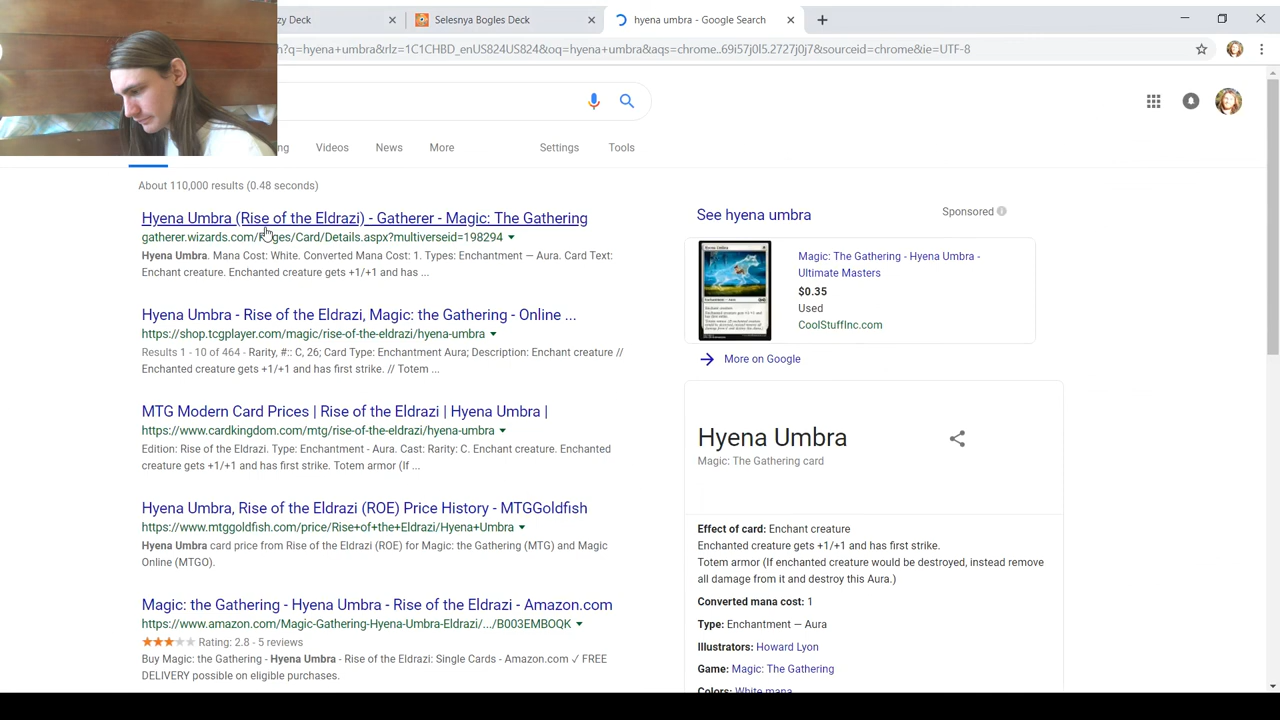 zy Deck
Selesnya Bogles Deck
hyena umbra - Google Search
h?q=hyena+umbra&rlz=1C1CHBD_enUS824US824&oq=hyena+umbra&aqs=chrome..69i57j0l5.2727j0j7&sourceid=chrome&ie=UTF-8
ng
Videos
News
More
Settings
Tools
About 110,000 results (0.48 seconds)
Hyena Umbra (Rise of the Eldrazi) - Gatherer - Magic: The Gathering
gatherer.wizards.com/Pages/Card/Details.aspx?multiverseid=198294
Hyena Umbra. Mana Cost: White. Converted Mana Cost: 1. Types: Enchantment — Aura. Card Text:
Enchant creature. Enchanted creature gets +1/+1 and has ...
Hyena Umbra - Rise of the Eldrazi, Magic: the Gathering - Online ...
https://shop.tcgplayer.com/magic/rise-of-the-eldrazi/hyena-umbra
Results 1 - 10 of 464 - Rarity, #:: C, 26; Card Type: Enchantment Aura; Description: Enchant creature //
Enchanted creature gets +1/+1 and has first strike. // Totem ...
MTG Modern Card Prices | Rise of the Eldrazi | Hyena Umbra |
https://www.cardkingdom.com/mtg/rise-of-the-eldrazi/hyena-umbra
Edition: Rise of the Eldrazi. Type: Enchantment - Aura. Cast: Rarity: C. Enchant creature. Enchanted
creature gets +1/+1 and has first strike. Totem armor (If ...
Hyena Umbra, Rise of the Eldrazi (ROE) Price History - MTGGoldfish
https://www.mtggoldfish.com/price/Rise+of+the+Eldrazi/Hyena+Umbra
Hyena Umbra card price from Rise of the Eldrazi (ROE) for Magic: the Gathering (MTG) and Magic
Online (MTGO).
Magic: the Gathering - Hyena Umbra - Rise of the Eldrazi - Amazon.com
https://www.amazon.com/Magic-Gathering-Hyena-Umbra-Eldrazi/.../B003EMBOQK
Rating: 2.8 - 5 reviews
Buy Magic: the Gathering - Hyena Umbra - Rise of the Eldrazi: Single Cards - Amazon.com ✓ FREE
DELIVERY possible on eligible purchases.
See hyena umbra
Sponsored
Magic: The Gathering - Hyena Umbra -
Ultimate Masters
$0.35
Used
CoolStuffInc.com
More on Google
Hyena Umbra
Magic: The Gathering card
Effect of card: Enchant creature
Enchanted creature gets +1/+1 and has first strike.
Totem armor (If enchanted creature would be destroyed, instead remove
all damage from it and destroy this Aura.)
Converted mana cost: 1
Type: Enchantment — Aura
Illustrators: Howard Lyon
Game: Magic: The Gathering
Colors: White mana